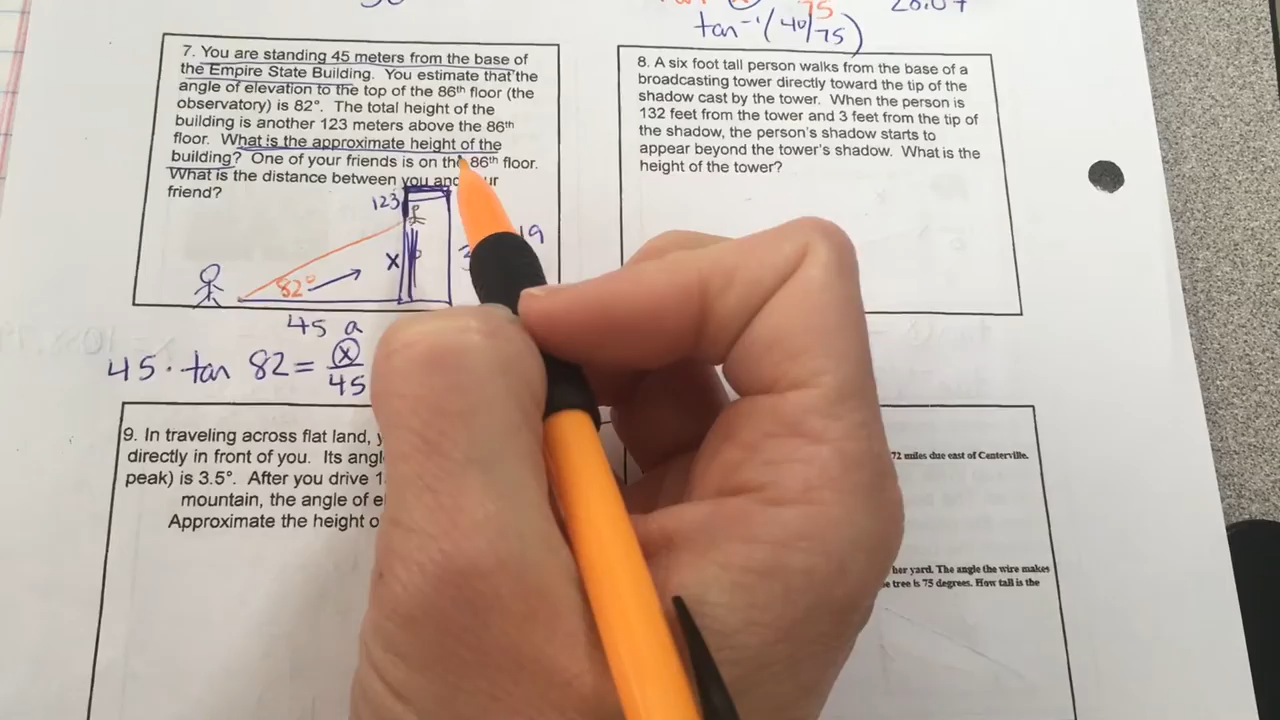 75
tan⁻¹(40/75)
7. You are standing 45 meters from the base of
the Empire State Building. You estimate that the
angle of elevation to the top of the 86th floor (the
observatory) is 82°. The total height of the
building is another 123 meters above the 86th
floor. What is the approximate height of the
building? One of your friends is on the 86th floor.
What is the distance between you and your
friend?
123
x
82°
45 a
45 · tan 82 = x/45
8. A six foot tall person walks from the base of a
broadcasting tower directly toward the tip of the
shadow cast by the tower. When the person is
132 feet from the tower and 3 feet from the tip of
the shadow, the person's shadow starts to
appear beyond the tower's shadow. What is the
height of the tower?
9. In traveling across flat land, y
directly in front of you. Its angl
peak) is 3.5°. After you drive 1
mountain, the angle of e
Approximate the height o
72 miles due east of Centerville.
her yard. The angle the wire makes
e tree is 75 degrees. How tall is the